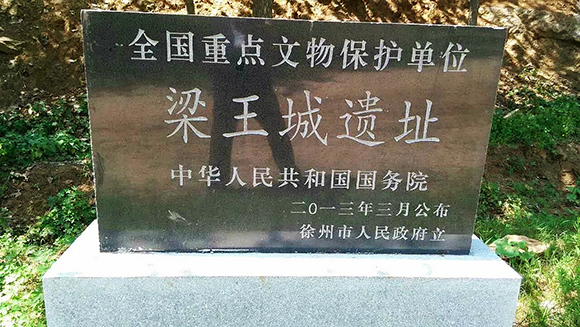 全国重点文物保护单位
梁王城遗址
中华人民共和国国务院
二〇一三年三月公布
徐州市人民政府立